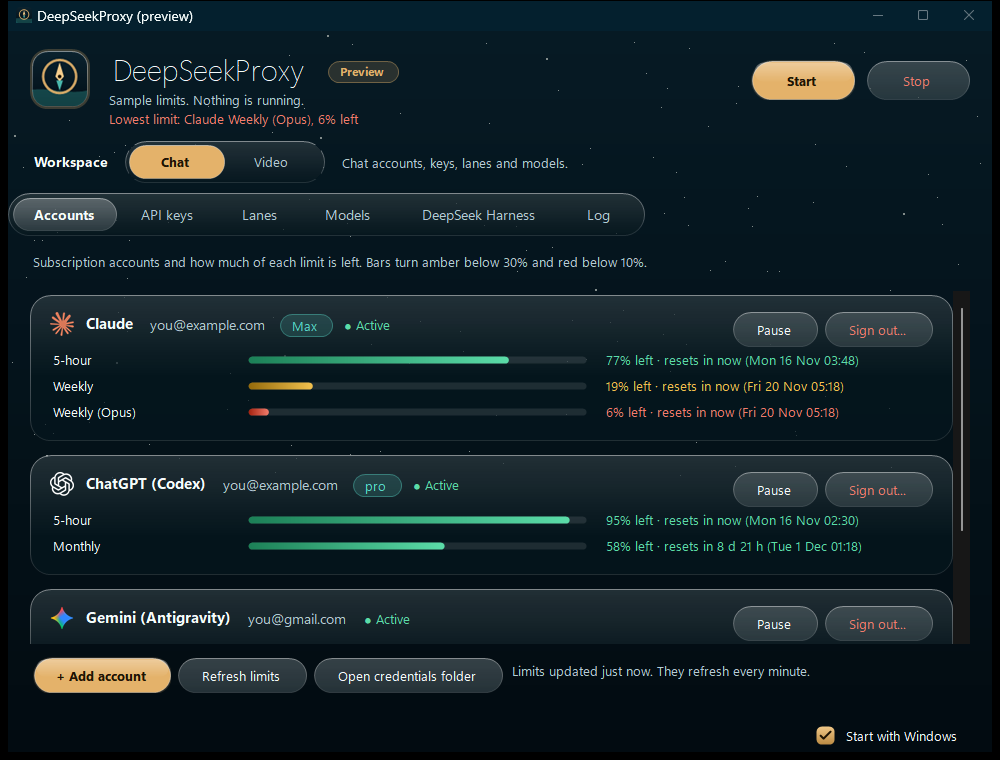 DeepSeekProxy (preview)
DeepSeekProxy Preview
Start Stop
Sample limits. Nothing is running.
Lowest limit: Claude Weekly (Opus), 6% left
Workspace Chat Video Chat accounts, keys, lanes and models.
Accounts API keys Lanes Models DeepSeek Harness Log
Subscription accounts and how much of each limit is left. Bars turn amber below 30% and red below 10%.
Claude you@example.com Max • Active Pause Sign out...
5-hour 77% left · resets in now (Mon 16 Nov 03:48)
Weekly 19% left · resets in now (Fri 20 Nov 05:18)
Weekly (Opus) 6% left · resets in now (Fri 20 Nov 05:18)
ChatGPT (Codex) you@example.com pro • Active Pause Sign out...
5-hour 95% left · resets in now (Mon 16 Nov 02:30)
Monthly 58% left · resets in 8 d 21 h (Tue 1 Dec 01:18)
Gemini (Antigravity) you@gmail.com • Active Pause Sign out...
+ Add account Refresh limits Open credentials folder Limits updated just now. They refresh every minute.
Start with Windows